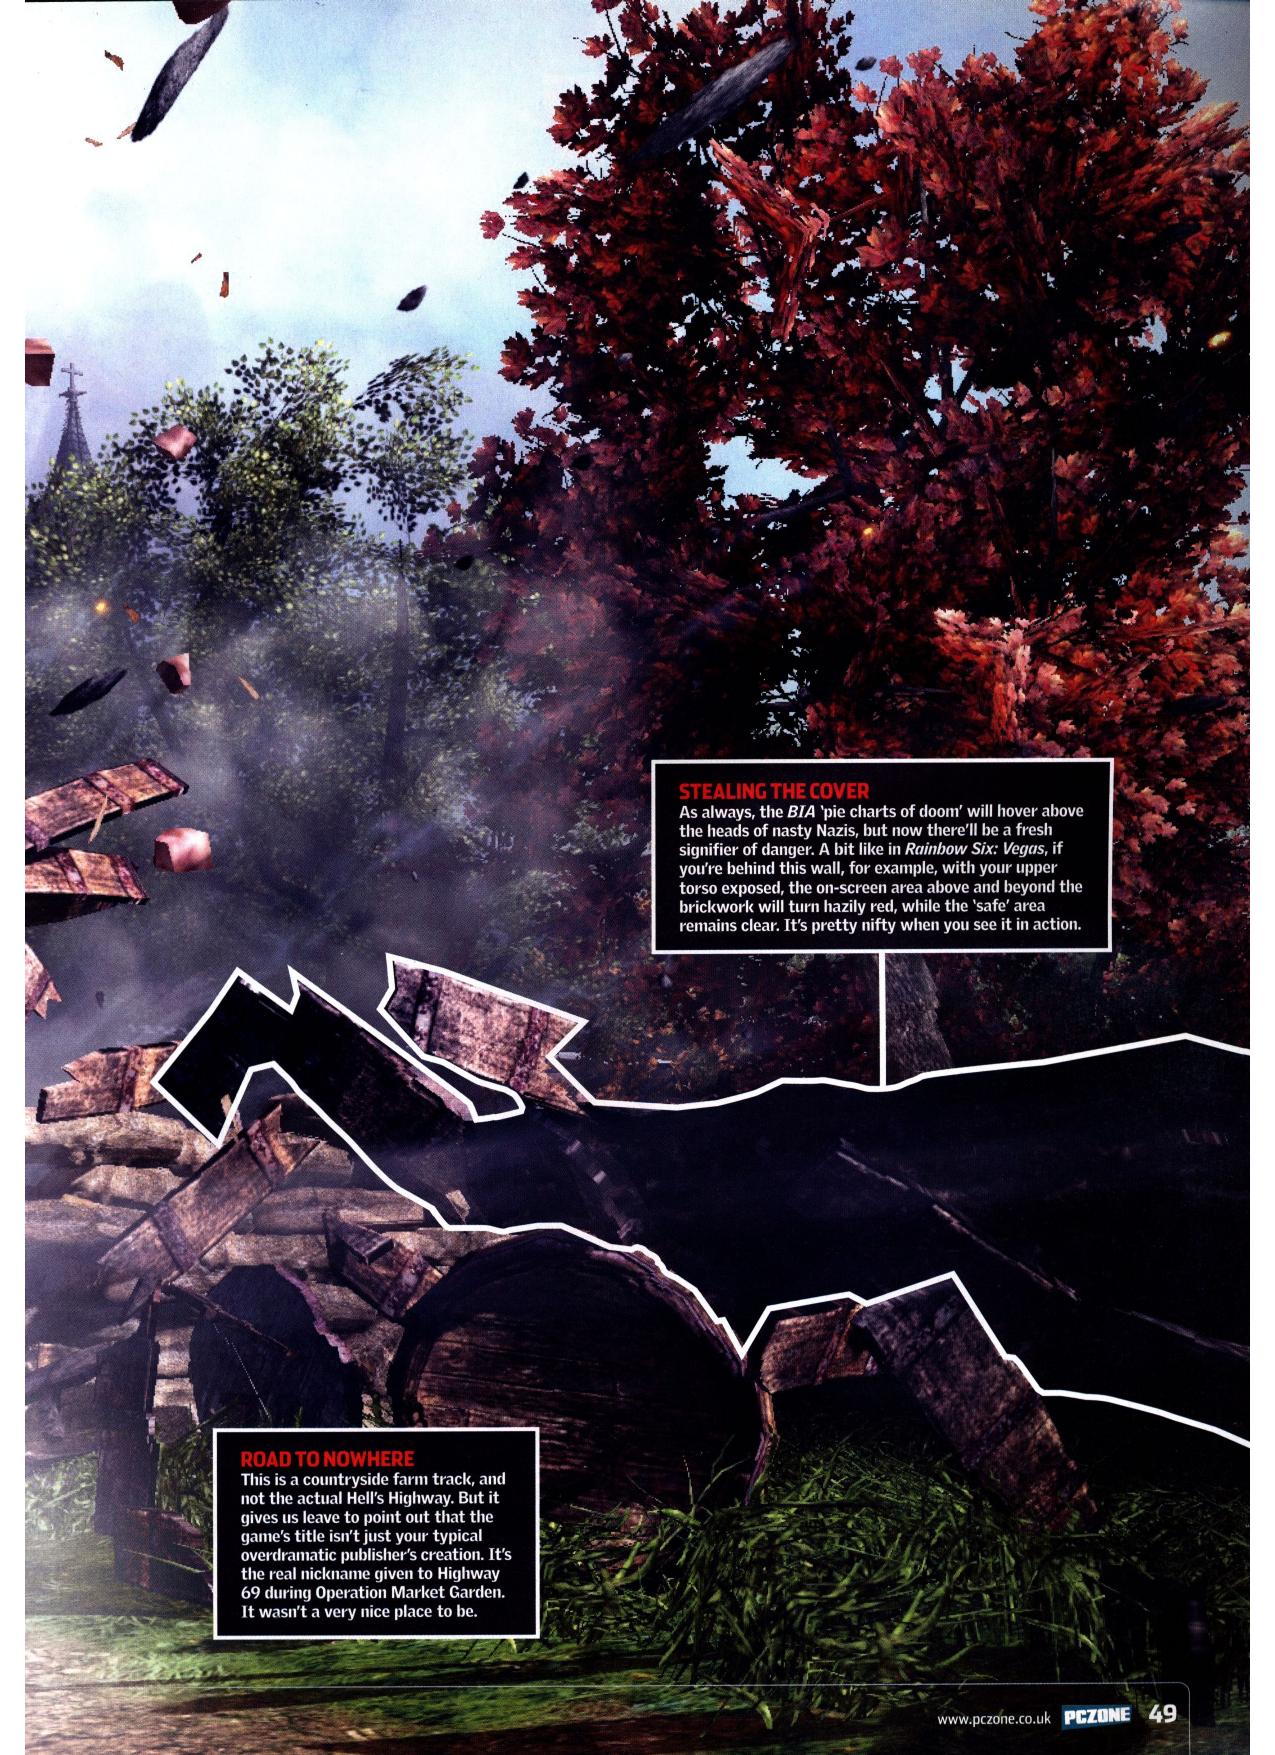 STEALING THE COVER
As always, the BIA ‘pie charts of doom’ will hover above
the heads of nasty Nazis, but now there’ll be a fresh
signifier of danger. A bit like in Rainbow Six: Vegas, if
you’re behind this wall, for example, with your upper
torso exposed, the on-screen area above and beyond the
brickwork will turn hazily red, while the ‘safe’ area
remains clear. It’s pretty nifty when you see it in action.
ROAD TO NOWHERE
This is a countryside farm track, and
not the actual Hell’s Highway. But it
gives us leave to point out that the
game’s title isn’t just your typical
overdramatic publisher’s creation. It’s
the real nickname given to Highway
69 during Operation Market Garden.
It wasn’t a very nice place to be.
www.pczone.co.uk PCZONE 49